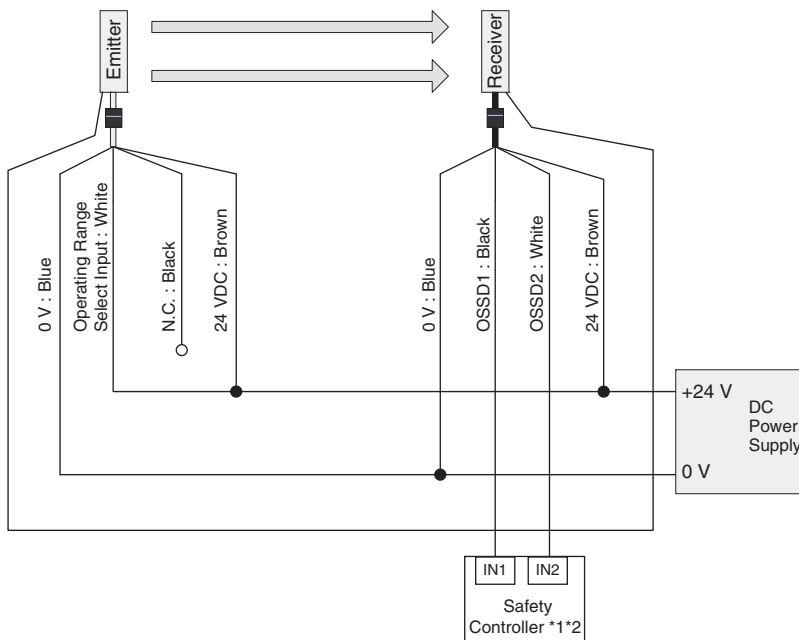 Emitter
Receiver
0 V : Blue
Operating Range
Select Input : White
N.C. : Black
24 VDC : Brown
0 V : Blue
OSSD1 : Black
OSSD2 : White
24 VDC : Brown
+24 V
DC
Power
Supply
0 V
IN1
IN2
Safety
Controller *1*2